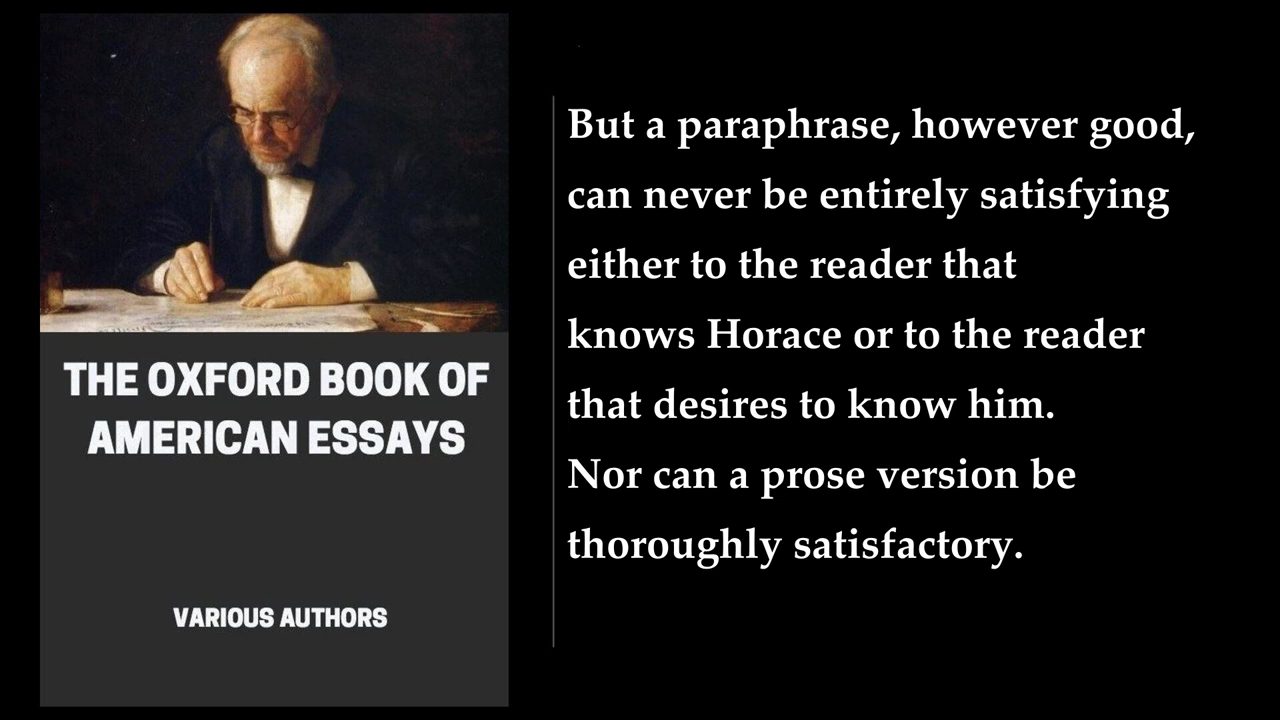 THE OXFORD BOOK OF
AMERICAN ESSAYS
VARIOUS AUTHORS
But a paraphrase, however good,
can never be entirely satisfying
either to the reader that
knows Horace or to the reader
that desires to know him.
Nor can a prose version be
thoroughly satisfactory.